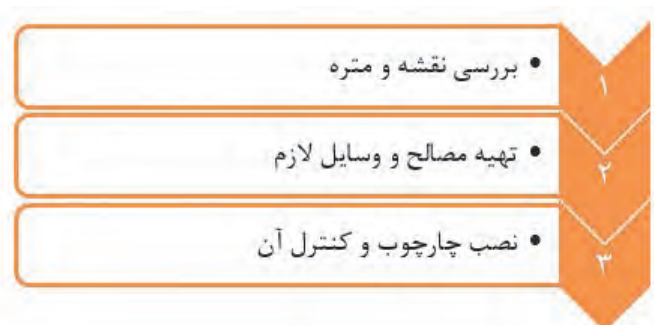 ۱
• بررسی نقشه و متره
۲
• تهیه مصالح و وسایل لازم
۳
• نصب چارچوب و کنترل آن